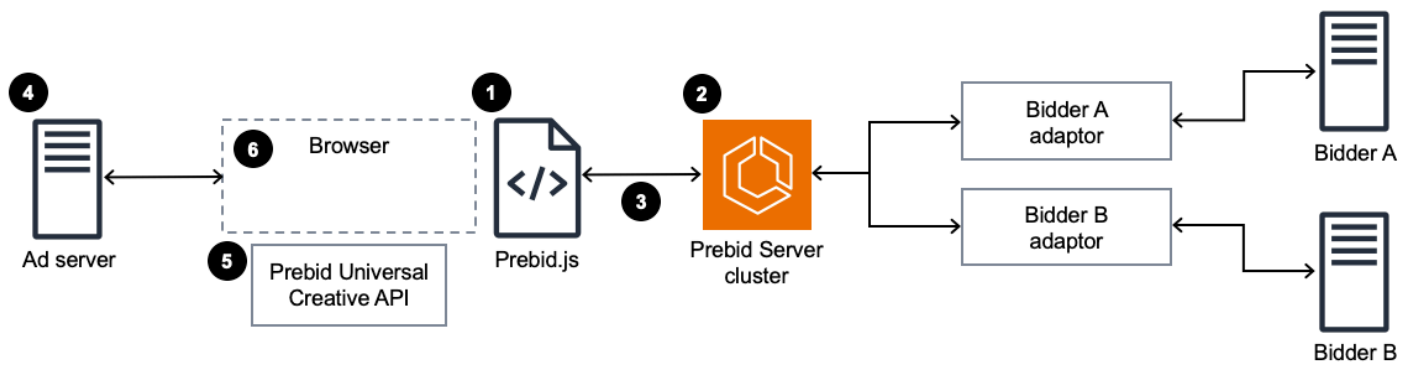 4
Ad server
6
Browser
5
Prebid Universal
Creative API
1
</>
Prebid.js
3
2
Prebid Server
cluster
Bidder A
adaptor
Bidder B
adaptor
Bidder A
Bidder B